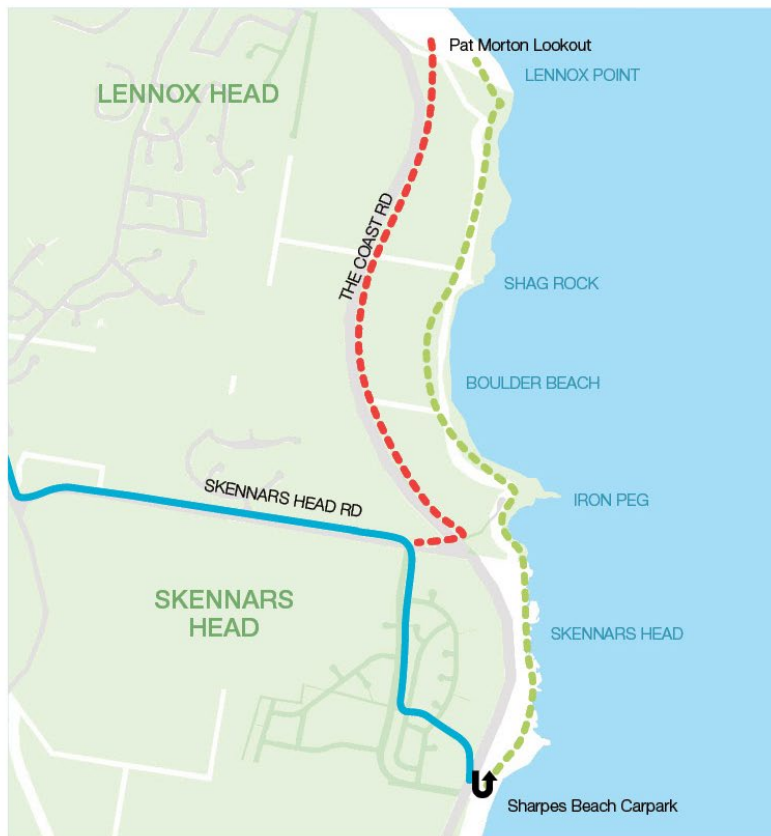 Pat Morton Lookout
LENNOX POINT
LENNOX HEAD
THE COAST RD
SHAG ROCK
BOULDER BEACH
SKENNARS HEAD RD
IRON PEG
SKENNARS
HEAD
SKENNARS HEAD
Sharpes Beach Carpark